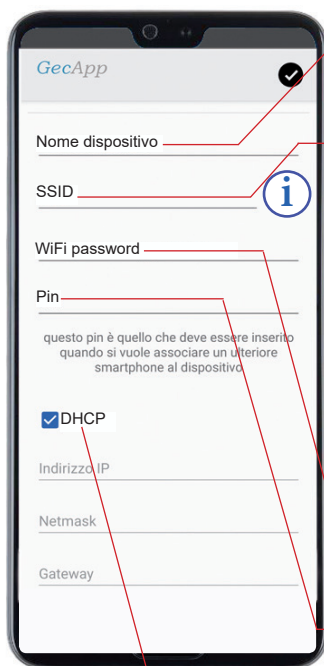 GecApp
Nome dispositivo
SSID
i
WiFi password
Pin
questo pin è quello che deve essere inserito
quando si vuole associare un ulteriore
smartphone al dispositivo
DHCP
Indirizzo IP
Netmask
Gateway